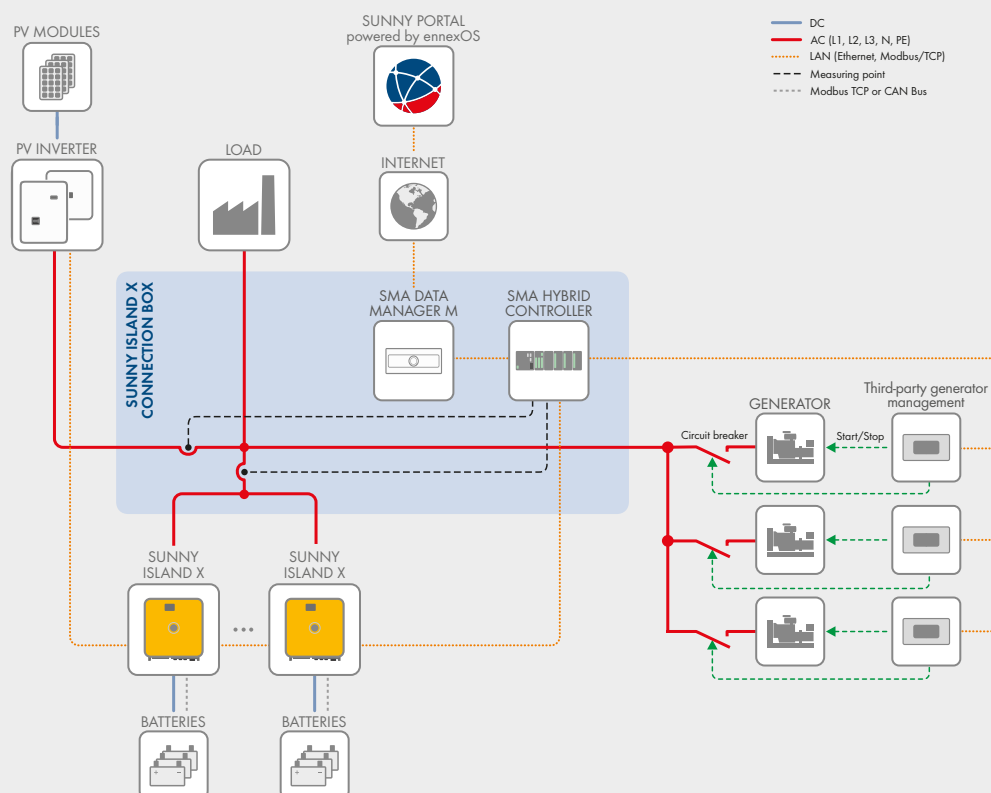 SUNNY PORTAL
powered by ennexOS
DC
AC (L1, L2, L3, N, PE)
LAN (Ethernet, Modbus/TCP)
Measuring point
Modbus TCP or CAN Bus
PV MODULES
PV INVERTER
LOAD
INTERNET
SUNNY ISLAND X
CONNECTION BOX
SMA DATA
MANAGER M
SMA HYBRID
CONTROLLER
GENERATOR
Third-party generator
management
Circuit breaker
Start/Stop
SUNNY
ISLAND X
SUNNY
ISLAND X
...
BATTERIES
BATTERIES